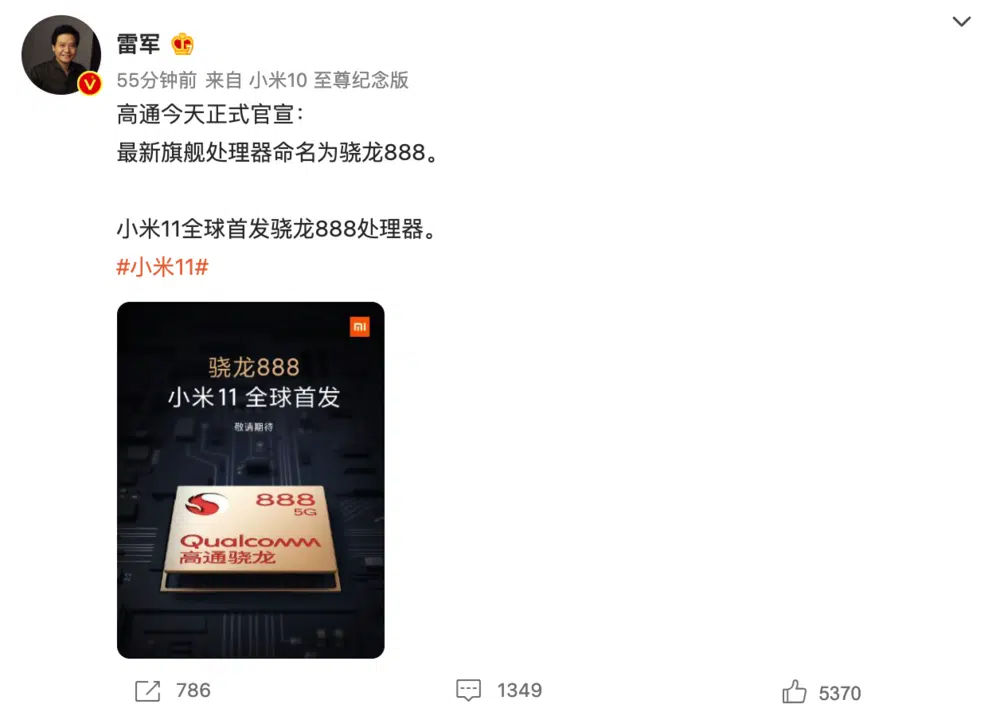 雷军
55分钟前 来自 小米10 至尊纪念版
高通今天正式官宣：
最新旗舰处理器命名为骁龙888。
小米11全球首发骁龙888处理器。
#小米11#
mi
骁龙888
小米11 全球首发
敬请期待
888
5G
Qualcomm
高通骁龙
786
1349
5370